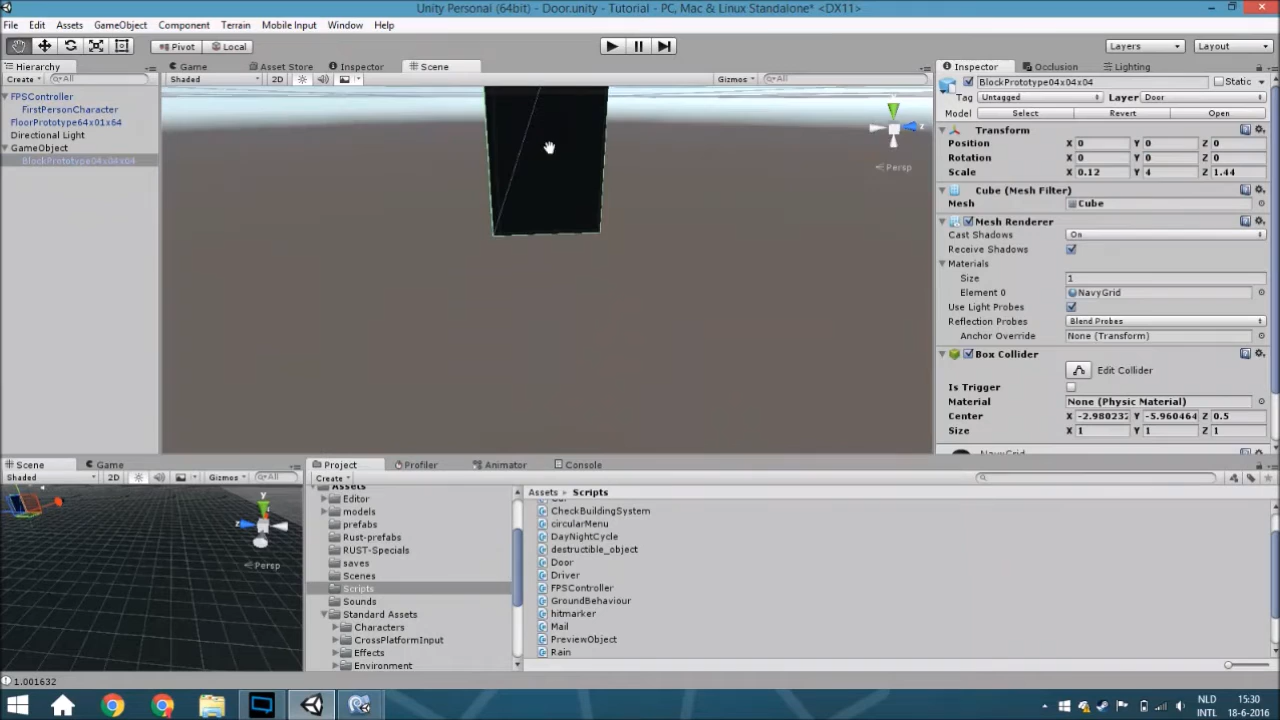 Unity Personal (64bit) - Door.unity - Tutorial - PC, Mac & Linux Standalone* <DX11>
File Edit Assets GameObject Component Terrain Mobile Input Window Help
Pivot Local Layers Layout
Hierarchy Game Asset Store Inspector Scene Inspector Occlusion Lighting
Create All Shaded 2D Gizmos All BlockPrototype04x04x04 Static
FPSController Tag Untagged Layer Door
FirstPersonCharacter Model Select Revert Open
FloorPrototype64x01x64 y z Transform
Directional Light Position X 0 Y 0 Z 0
GameObject Rotation X 0 Y 0 Z 0
BlockPrototype04x04x04 Persp Scale X 0.12 Y 4 Z 1.44
Cube (Mesh Filter)
Mesh Cube
Mesh Renderer
Cast Shadows On
Receive Shadows
Materials
Size 1
Element 0 NavyGrid
Use Light Probes
Reflection Probes Blend Probes
Anchor Override None (Transform)
Box Collider
Edit Collider
Is Trigger
Material None (Physic Material)
Center X -2.980232 Y -5.960464 Z 0.5
Size X 1 Y 1 Z 1
NavyGrid
Scene Game Project Profiler Animator Console
Shaded 2D Gizmos All Create
Assets
Assets Scripts
Editor
models
prefabs
Rust-prefabs
RUST-Specials
saves
Scenes
Scripts
Sounds
Standard Assets
Characters
CrossPlatformInput
Effects
Environment
CheckBuildingSystem
circularMenu
DayNightCycle
destructible_object
Door
Driver
FPSController
GroundBehaviour
hitmarker
Mail
PreviewObject
Rain
y
z
Persp
1.001632
NLD 15:30
INTL 18-6-2016